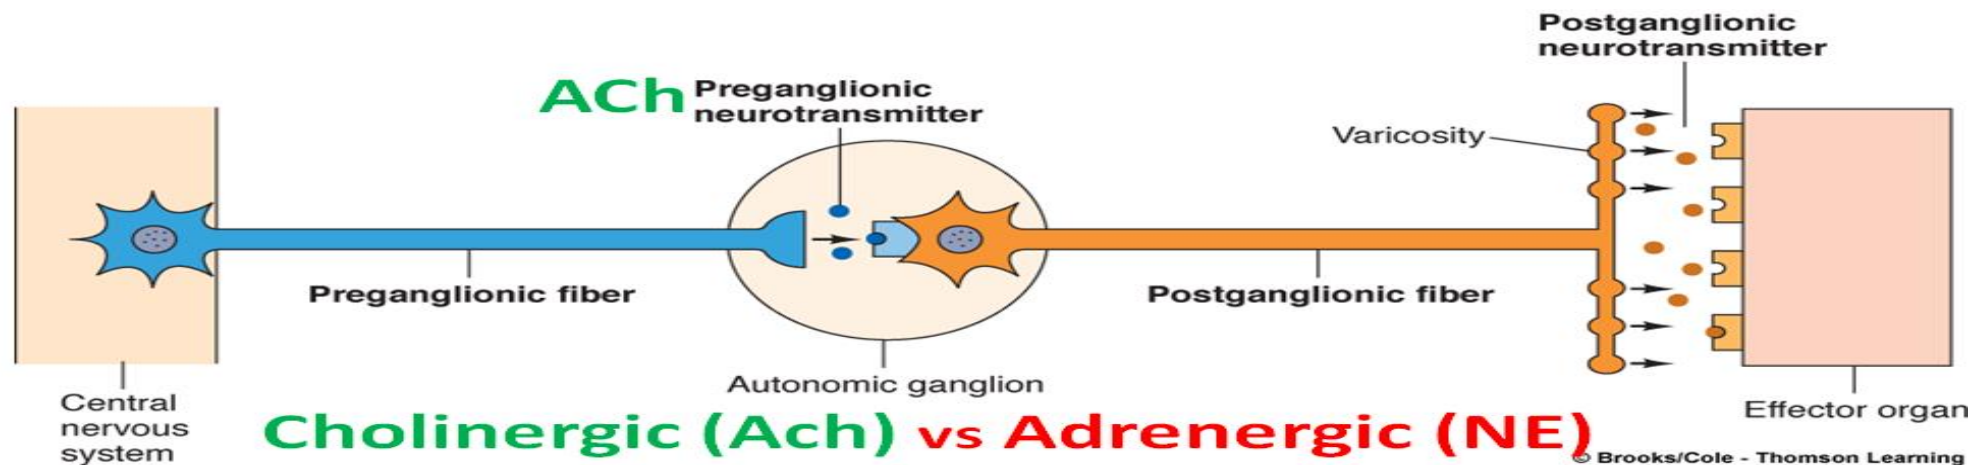 Postganglionic
neurotransmitter
ACh
Preganglionic
neurotransmitter
Varicosity
Preganglionic fiber
Postganglionic fiber
Autonomic ganglion
Central
nervous
system
Effector organ
Cholinergic (Ach) vs Adrenergic (NE)
© Brooks/Cole - Thomson Learning